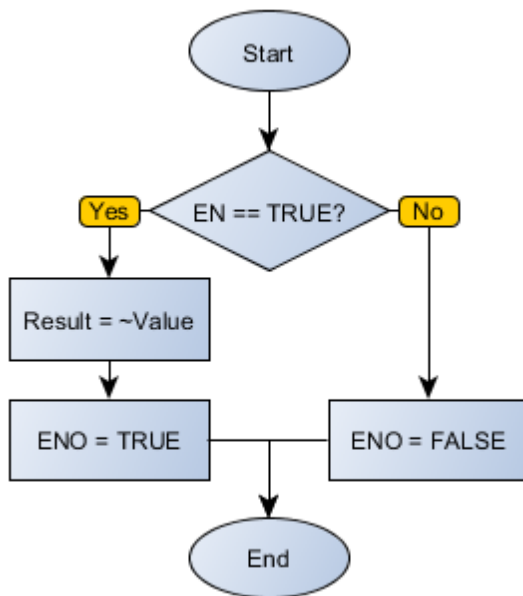 Start
EN == TRUE?
Yes
No
Result = ~Value
ENO = TRUE
ENO = FALSE
End